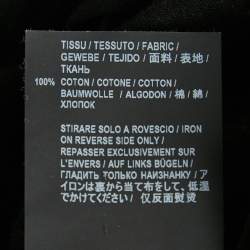 TISSU / TESSUTO / FABRIC /
GEWEBE / TEJIDO / 面料 / 表地 /
ТКАНЬ
100% COTON / COTONE / COTTON /
BAUMWOLLE / ALGODON / 棉 / 綿 /
ХЛОПОК
STIRARE SOLO A ROVESCIO / IRON
ON REVERSE SIDE ONLY /
REPASSER EXCLUSIVEMENT SUR
L'ENVERS / AUF LINKS BÜGELN /
ГЛАДИТЬ ТОЛЬКО НАИЗНАНКУ / ア
イロンは裏から当て布をして、低温
でかけてください / 仅反面熨烫